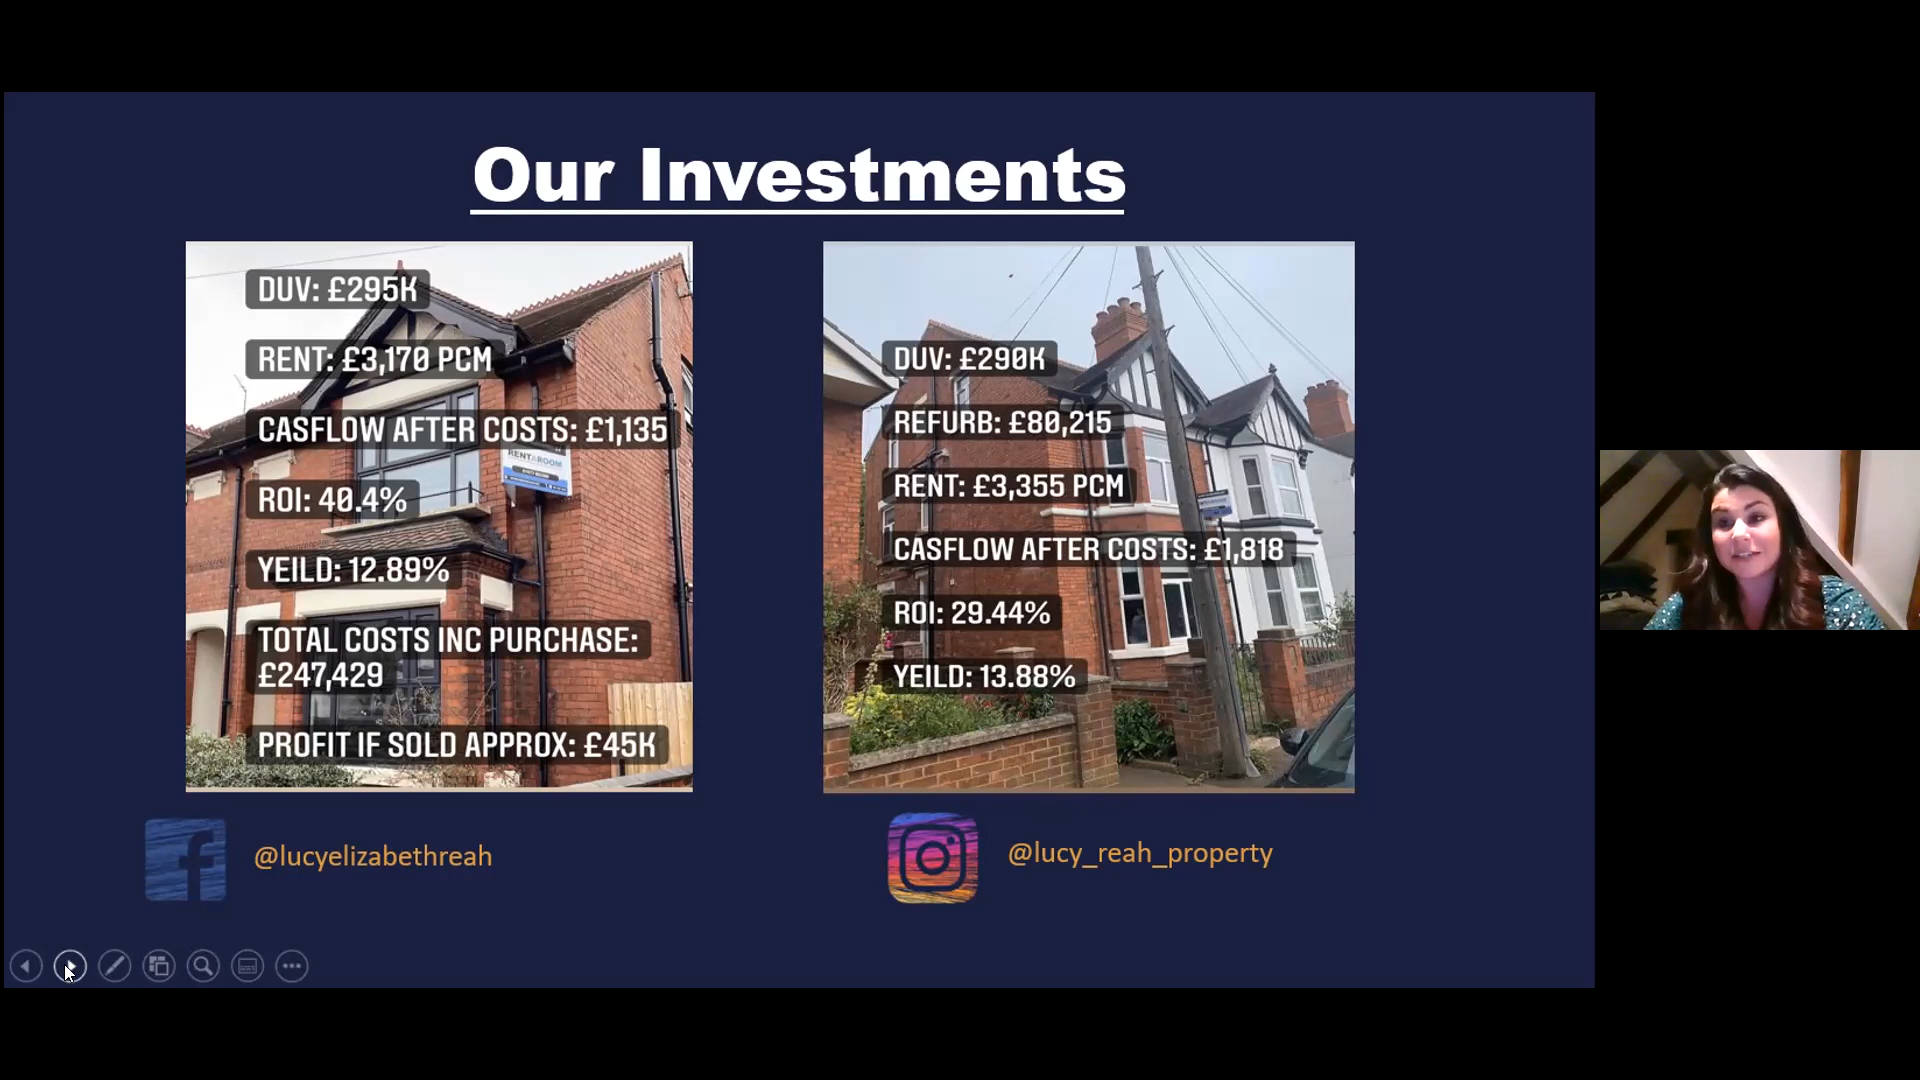 Our Investments
DUV: £295K
RENT: £3,170 PCM
CASFLOW AFTER COSTS: £1,135
RENT A ROOM
ROI: 40.4%
YEILD: 12.89%
TOTAL COSTS INC PURCHASE:
£247,429
PROFIT IF SOLD APPROX: £45K
DUV: £290K
REFURB: £80,215
RENT: £3,355 PCM
CASFLOW AFTER COSTS: £1,818
ROI: 29.44%
YEILD: 13.88%
@lucyelizabethreah
@lucy_reah_property